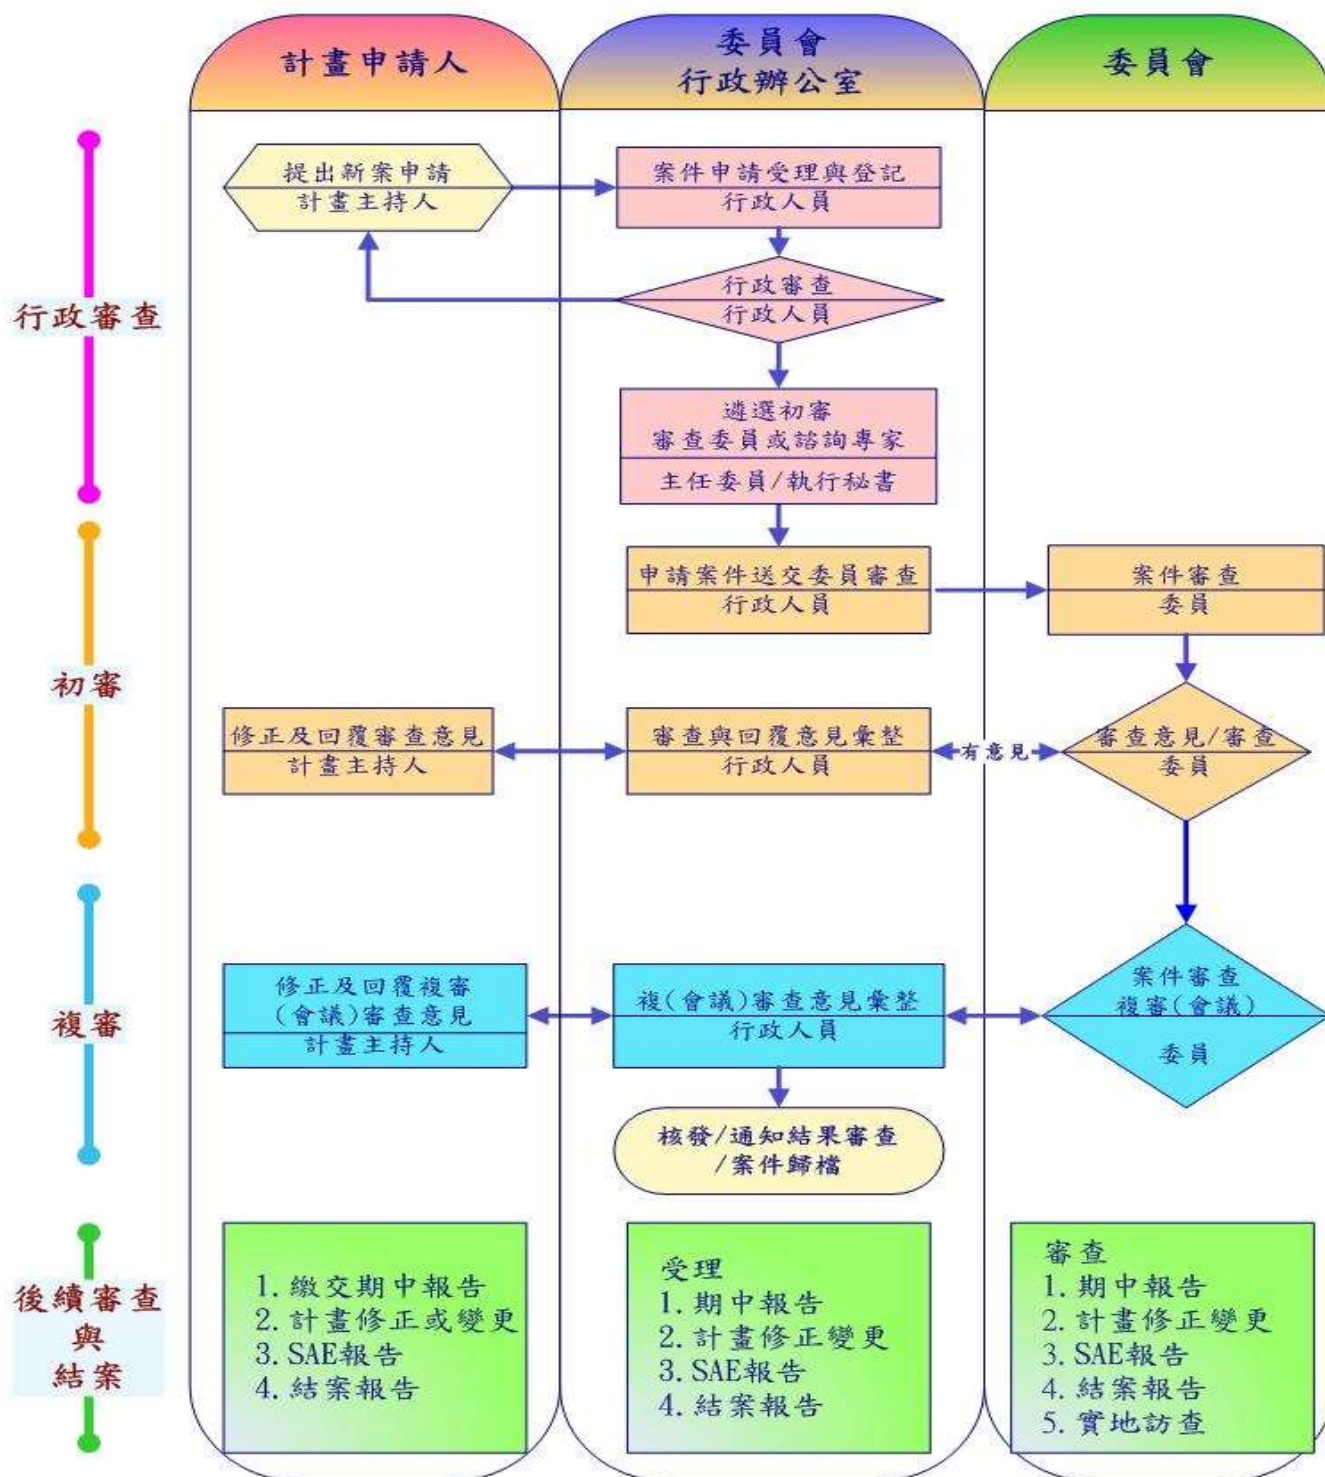 計畫申請人
委員會
行政辦公室
委員會
行政審查
提出新案申請
計畫主持人
案件申請受理與登記
行政人員
行政審查
行政人員
遴選初審
審查委員或諮詢專家
主任委員/執行秘書
初審
申請案件送交委員審查
行政人員
案件審查
委員
修正及回覆審查意見
計畫主持人
審查與回覆意見彙整
行政人員
有意見
審查意見/審查
委員
複審
修正及回覆複審
(會議)審查意見
計畫主持人
複(會議)審查意見彙整
行政人員
案件審查
複審(會議)
委員
核發/通知結果審查
/案件歸檔
後續審查
與
結案
1. 繳交期中報告
2. 計畫修正或變更
3. SAE報告
4. 結案報告
受理
1. 期中報告
2. 計畫修正變更
3. SAE報告
4. 結案報告
審查
1. 期中報告
2. 計畫修正變更
3. SAE報告
4. 結案報告
5. 實地訪查